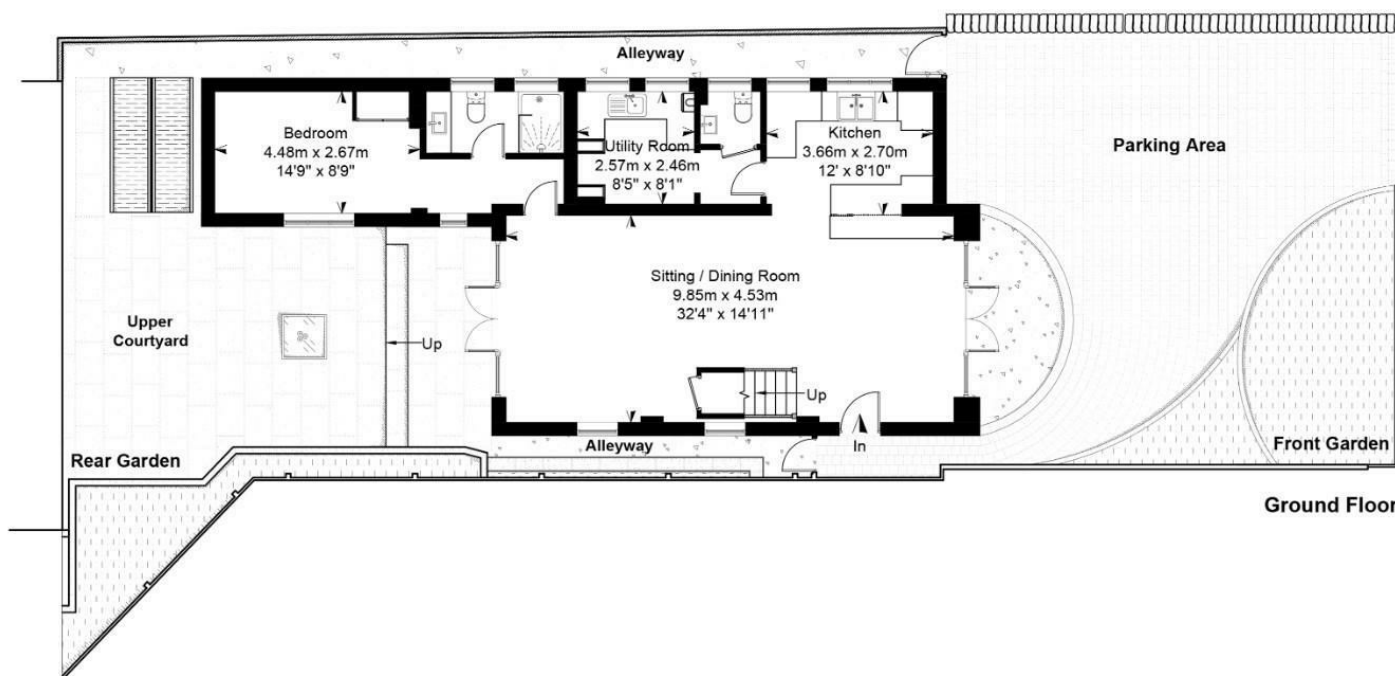 Alleyway
Parking Area
Bedroom
4.48m x 2.67m
14'9" x 8'9"
Utility Room
2.57m x 2.46m
8'5" x 8'1"
Kitchen
3.66m x 2.70m
12' x 8'10"
Sitting / Dining Room
9.85m x 4.53m
32'4" x 14'11"
Upper
Courtyard
Up
Up
In
Alleyway
Rear Garden
Front Garden
Ground Floor